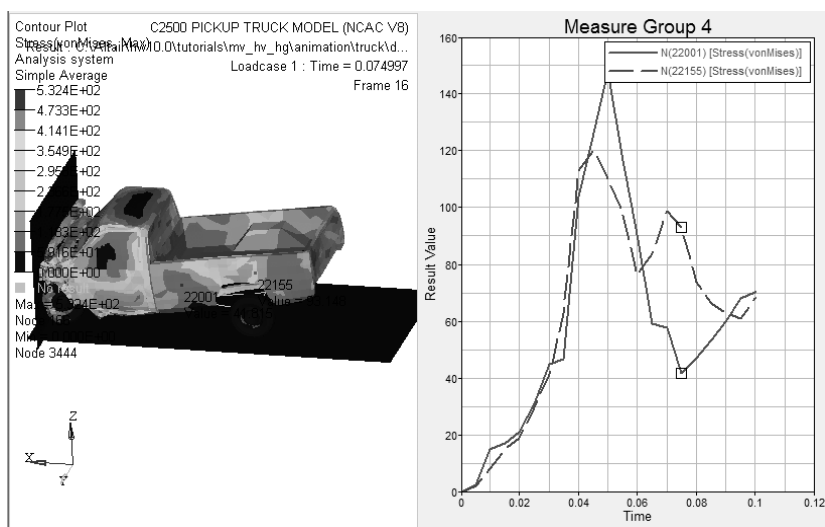 Contour Plot
Stress(vonMises, Max)
Analysis system
Simple Average
C2500 PICKUP TRUCK MODEL (NCAC V8)
Loadcase 1 : Time = 0.074997
Frame 16
5.324E+02
4.733E+02
4.141E+02
3.549E+02
Node 3444
22001
22155
Z
X
Y
Measure Group 4
N(22001) [Stress(vonMises)]
N(22155) [Stress(vonMises)]
Result Value
160
140
120
100
80
60
40
20
0
0
0.02
0.04
0.06
0.08
0.1
0.12
Time